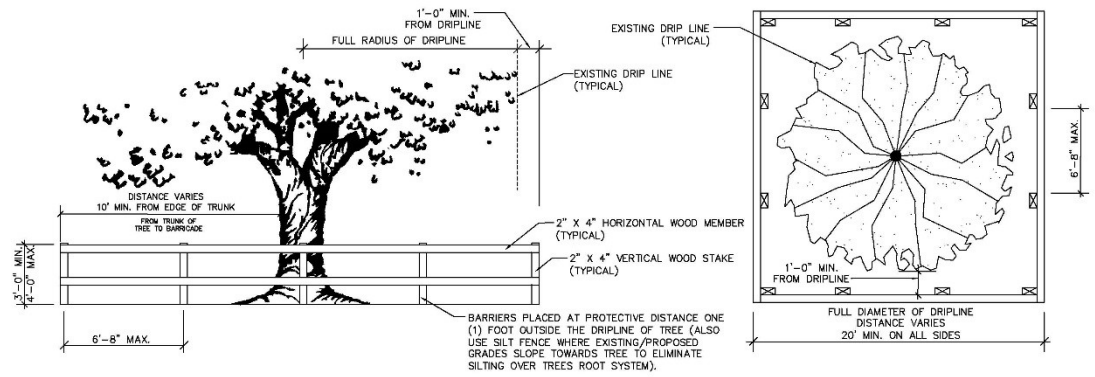 1'-0" MIN.
FROM DRIPLINE
FULL RADIUS OF DRIPLINE
EXISTING DRIP LINE
(TYPICAL)
DISTANCE VARIES
10' MIN. FROM EDGE OF TRUNK
FROM TRUNK OF
TREE TO BARRICADE
2" X 4" HORIZONTAL WOOD MEMBER
(TYPICAL)
2" X 4" VERTICAL WOOD STAKE
(TYPICAL)
3'-0" MIN.
4'-0" MAX.
6'-8" MAX.
BARRIERS PLACED AT PROTECTIVE DISTANCE ONE
(1) FOOT OUTSIDE THE DRIPLINE OF TREE (ALSO
USE SILT FENCE WHERE EXISTING/PROPOSED
GRADES SLOPE TOWARDS TREE TO ELIMINATE
SILTING OVER TREES ROOT SYSTEM).
EXISTING DRIP LINE
(TYPICAL)
6'-8" MAX.
1'-0" MIN.
FROM DRIPLINE
FULL DIAMETER OF DRIPLINE
DISTANCE VARIES
20' MIN. ON ALL SIDES